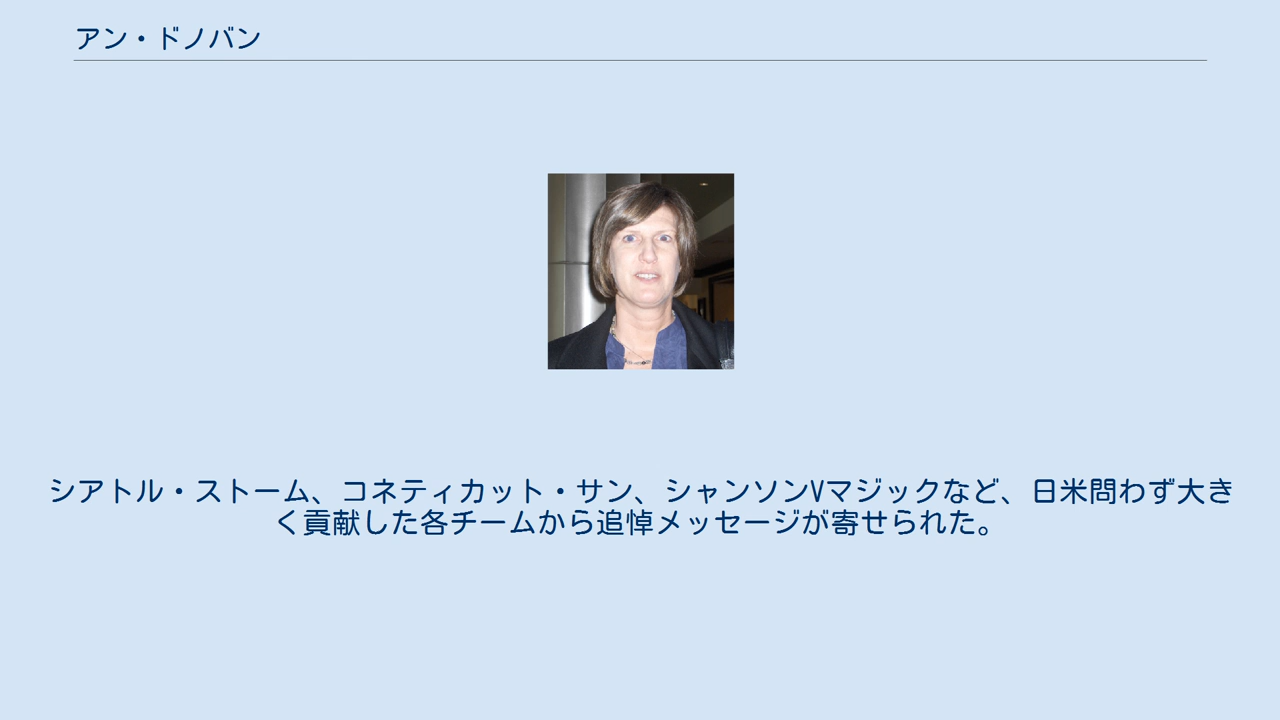 アン・ドノバン
シアトル・ストーム、コネティカット・サン、シャンソンVマジックなど、日米問わず大き
く貢献した各チームから追悼メッセージが寄せられた。